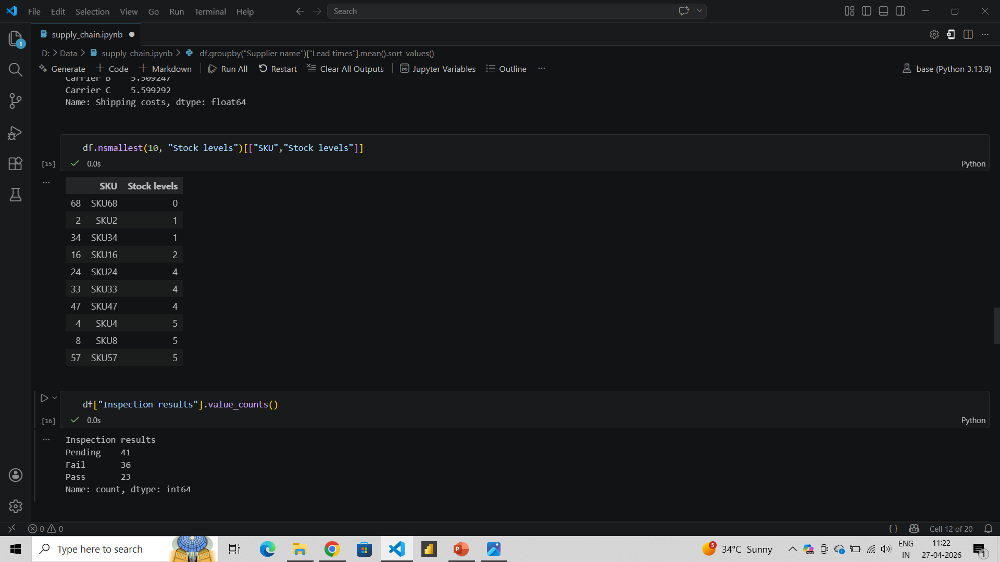 File Edit Selection View Go Run Terminal Help
Search
supply_chain.ipynb
D: > Data > supply_chain.ipynb > df.groupby("Supplier name")["Lead times"].mean().sort_values()
Generate + Code + Markdown Run All Restart Clear All Outputs Jupyter Variables Outline ... base (Python 3.13.9)
1
Carrier B 5.509247
Carrier C 5.599292
Name: Shipping costs, dtype: float64
df.nsmallest(10, "Stock levels")[["SKU","Stock levels"]]
[15] 0.0s Python
...
SKU Stock levels
68 SKU68 0
2 SKU2 1
34 SKU34 1
16 SKU16 2
24 SKU24 4
33 SKU33 4
47 SKU47 4
4 SKU4 5
8 SKU8 5
57 SKU57 5
df["Inspection results"].value_counts()
[16] 0.0s Python
...
Inspection results
Pending 41
Fail 36
Pass 23
Name: count, dtype: int64
0 0 { } Cell 12 of 20
Type here to search
5 34°C Sunny
ENG
IN
11:22
27-04-2026
1